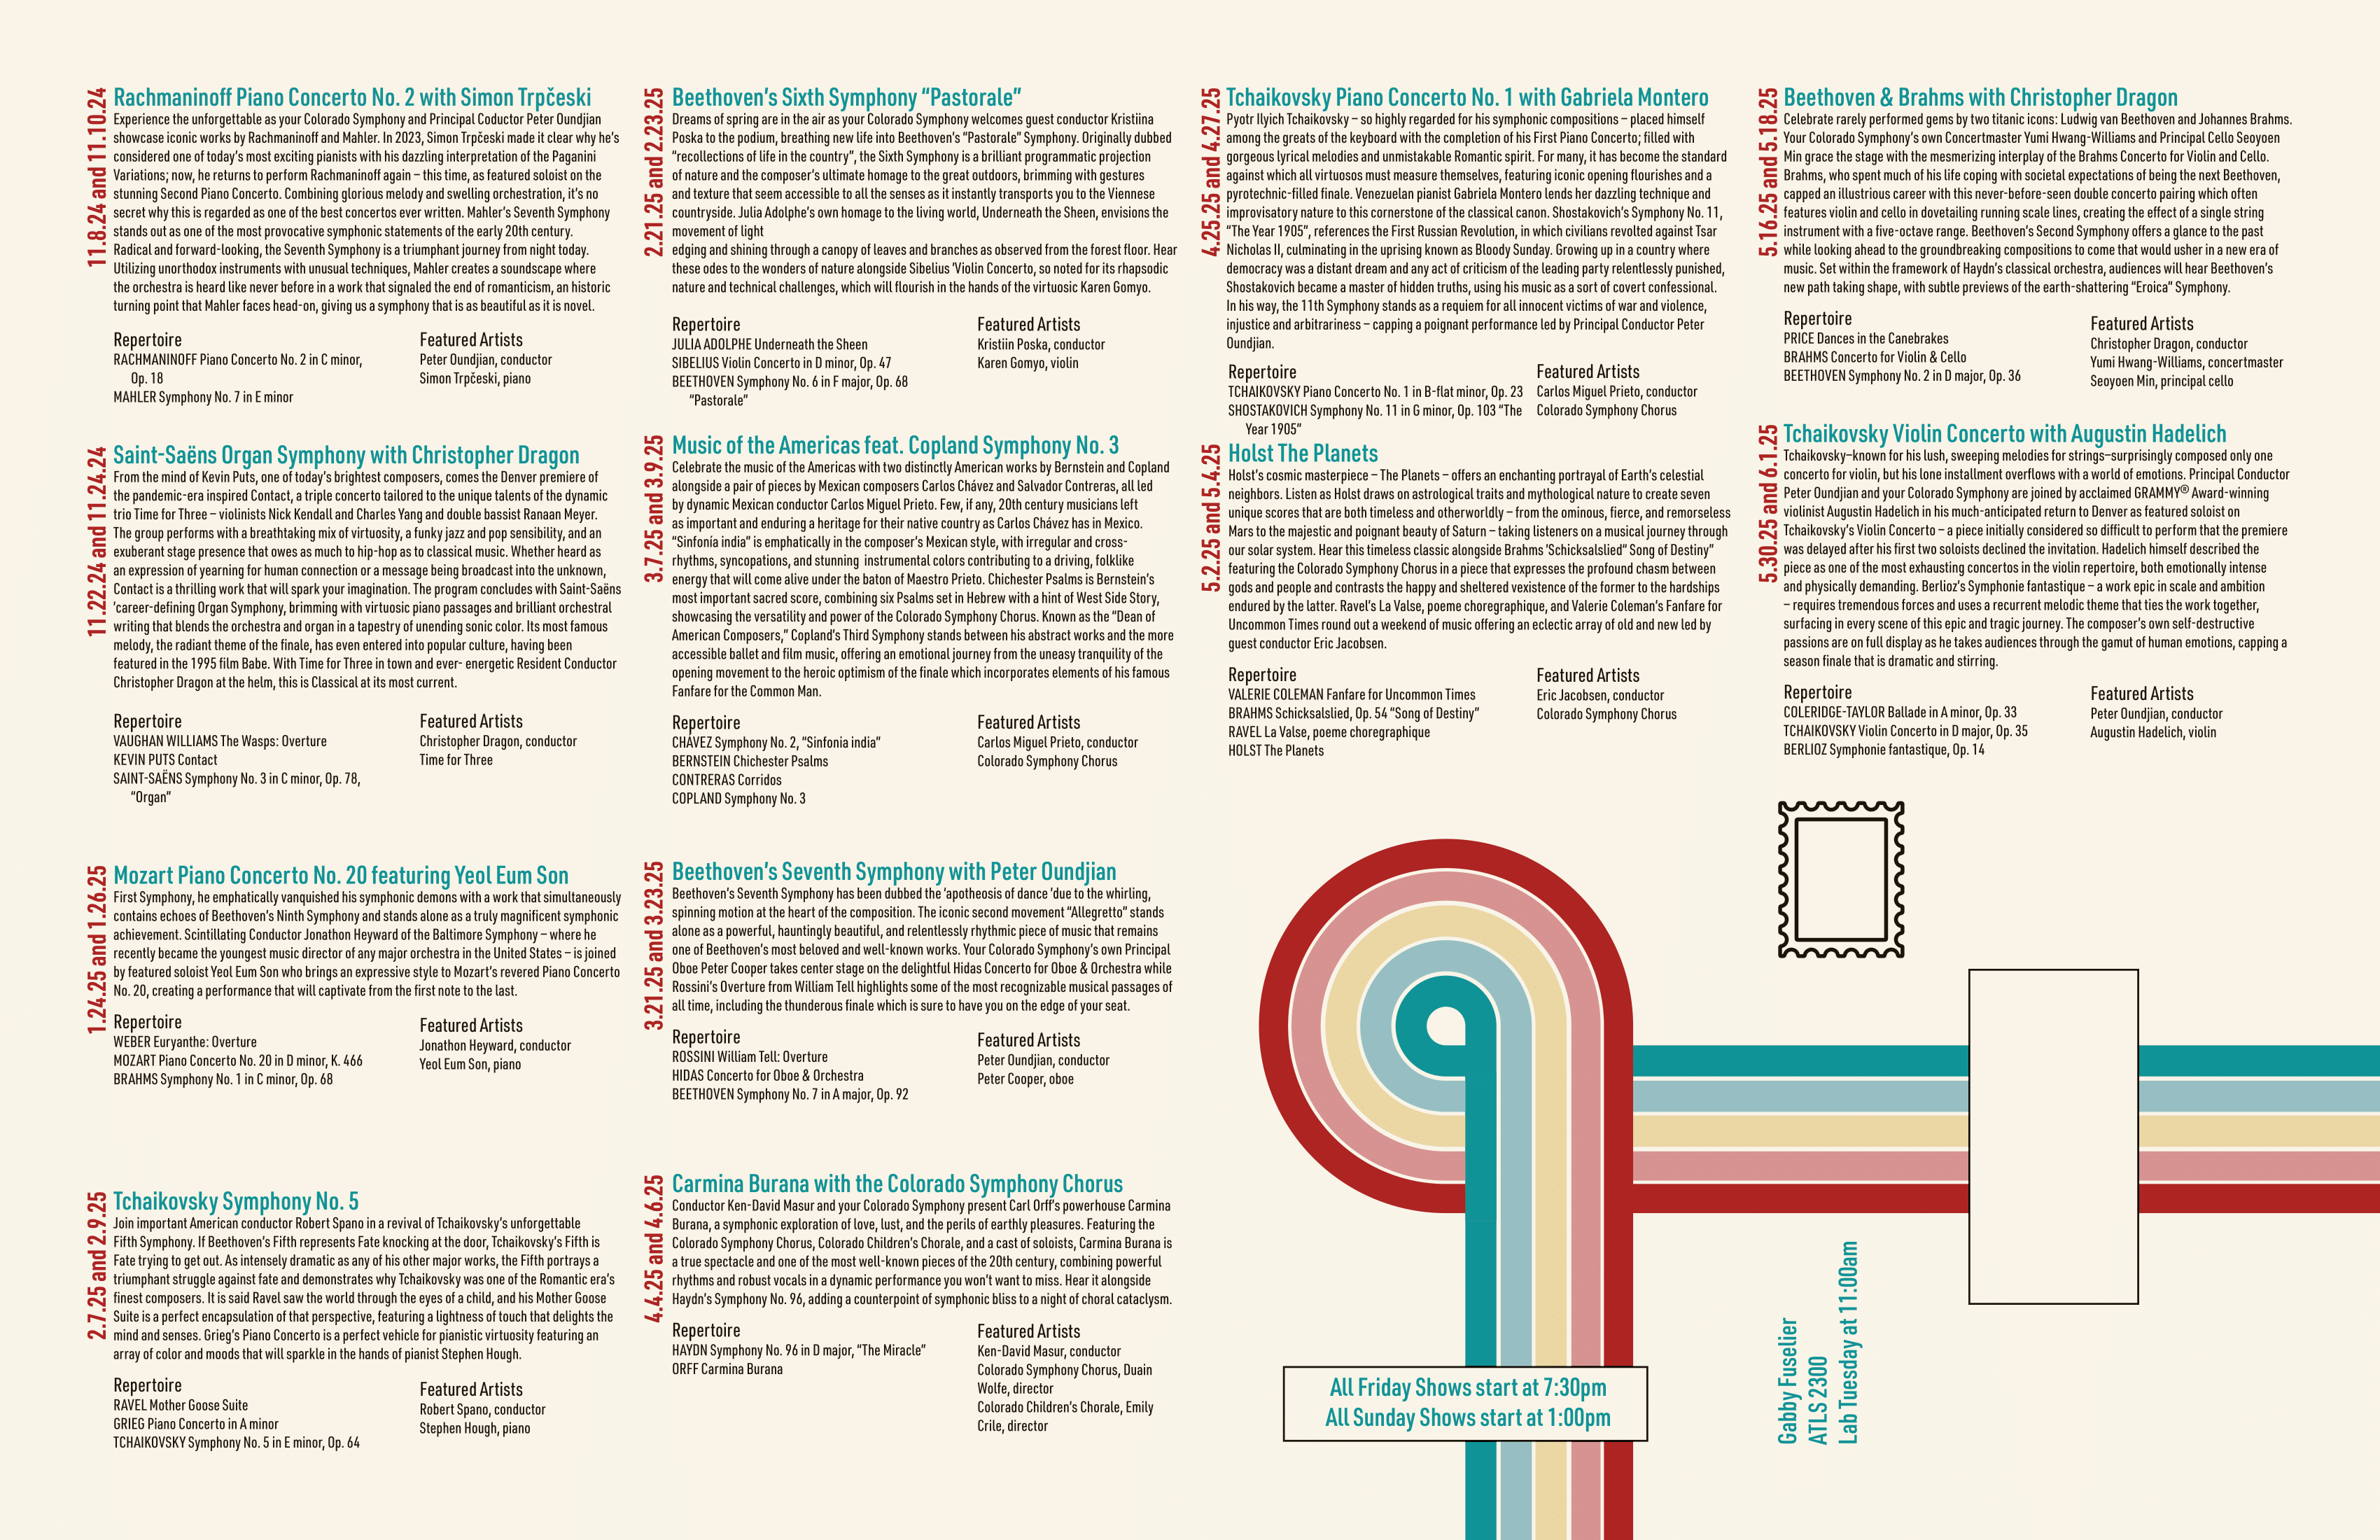 11.8.24 and 11.10.24
Rachmaninoff Piano Concerto No. 2 with Simon Trpčeski
Experience the unforgettable as your Colorado Symphony and Principal Coductor Peter Oundjian
showcase iconic works by Rachmaninoff and Mahler. In 2023, Simon Trpčeski made it clear why he’s
considered one of today’s most exciting pianists with his dazzling interpretation of the Paganini
Variations; now, he returns to perform Rachmaninoff again – this time, as featured soloist on the
stunning Second Piano Concerto. Combining glorious melody and swelling orchestration, it’s no
secret why this is regarded as one of the best concertos ever written. Mahler’s Seventh Symphony
stands out as one of the most provocative symphonic statements of the early 20th century.
Radical and forward-looking, the Seventh Symphony is a triumphant journey from night today.
Utilizing unorthodox instruments with unusual techniques, Mahler creates a soundscape where
the orchestra is heard like never before in a work that signaled the end of romanticism, an historic
turning point that Mahler faces head-on, giving us a symphony that is as beautiful as it is novel.
Repertoire
RACHMANINOFF Piano Concerto No. 2 in C minor,
Op. 18
MAHLER Symphony No. 7 in E minor
Featured Artists
Peter Oundjian, conductor
Simon Trpčeski, piano
11.22.24 and 11.24.24
Saint-Saëns Organ Symphony with Christopher Dragon
From the mind of Kevin Puts, one of today’s brightest composers, comes the Denver premiere of
the pandemic-era inspired Contact, a triple concerto tailored to the unique talents of the dynamic
trio Time for Three – violinists Nick Kendall and Charles Yang and double bassist Ranaan Meyer.
The group performs with a breathtaking mix of virtuosity, a funky jazz and pop sensibility, and an
exuberant stage presence that owes as much to hip-hop as to classical music. Whether heard as
an expression of yearning for human connection or a message being broadcast into the unknown,
Contact is a thrilling work that will spark your imagination. The program concludes with Saint-Saëns
‘career-defining Organ Symphony, brimming with virtuosic piano passages and brilliant orchestral
writing that blends the orchestra and organ in a tapestry of unending sonic color. Its most famous
melody, the radiant theme of the finale, has even entered into popular culture, having been
featured in the 1995 film Babe. With Time for Three in town and ever- energetic Resident Conductor
Christopher Dragon at the helm, this is Classical at its most current.
Repertoire
VAUGHAN WILLIAMS The Wasps: Overture
KEVIN PUTS Contact
SAINT-SAËNS Symphony No. 3 in C minor, Op. 78,
“Organ”
Featured Artists
Christopher Dragon, conductor
Time for Three
1.24.25 and 1.26.25
Mozart Piano Concerto No. 20 featuring Yeol Eum Son
First Symphony, he emphatically vanquished his symphonic demons with a work that simultaneously
contains echoes of Beethoven’s Ninth Symphony and stands alone as a truly magnificent symphonic
achievement. Scintillating Conductor Jonathon Heyward of the Baltimore Symphony – where he
recently became the youngest music director of any major orchestra in the United States – is joined
by featured soloist Yeol Eum Son who brings an expressive style to Mozart’s revered Piano Concerto
No. 20, creating a performance that will captivate from the first note to the last.
Repertoire
WEBER Euryanthe: Overture
MOZART Piano Concerto No. 20 in D minor, K. 466
BRAHMS Symphony No. 1 in C minor, Op. 68
Featured Artists
Jonathon Heyward, conductor
Yeol Eum Son, piano
2.7.25 and 2.9.25
Tchaikovsky Symphony No. 5
Join important American conductor Robert Spano in a revival of Tchaikovsky’s unforgettable
Fifth Symphony. If Beethoven’s Fifth represents Fate knocking at the door, Tchaikovsky’s Fifth is
Fate trying to get out. As intensely dramatic as any of his other major works, the Fifth portrays a
triumphant struggle against fate and demonstrates why Tchaikovsky was one of the Romantic era’s
finest composers. It is said Ravel saw the world through the eyes of a child, and his Mother Goose
Suite is a perfect encapsulation of that perspective, featuring a lightness of touch that delights the
mind and senses. Grieg’s Piano Concerto is a perfect vehicle for pianistic virtuosity featuring an
array of color and moods that will sparkle in the hands of pianist Stephen Hough.
Repertoire
RAVEL Mother Goose Suite
GRIEG Piano Concerto in A minor
TCHAIKOVSKY Symphony No. 5 in E minor, Op. 64
Featured Artists
Robert Spano, conductor
Stephen Hough, piano
2.21.25 and 2.23.25
Beethoven’s Sixth Symphony “Pastorale”
Dreams of spring are in the air as your Colorado Symphony welcomes guest conductor Kristiina
Poska to the podium, breathing new life into Beethoven’s “Pastorale” Symphony. Originally dubbed
“recollections of life in the country”, the Sixth Symphony is a brilliant programmatic projection
of nature and the composer’s ultimate homage to the great outdoors, brimming with gestures
and texture that seem accessible to all the senses as it instantly transports you to the Viennese
countryside. Julia Adolphe’s own homage to the living world, Underneath the Sheen, envisions the
movement of light
edging and shining through a canopy of leaves and branches as observed from the forest floor. Hear
these odes to the wonders of nature alongside Sibelius ‘Violin Concerto, so noted for its rhapsodic
nature and technical challenges, which will flourish in the hands of the virtuosic Karen Gomyo.
Repertoire
JULIA ADOLPHE Underneath the Sheen
SIBELIUS Violin Concerto in D minor, Op. 47
BEETHOVEN Symphony No. 6 in F major, Op. 68
“Pastorale”
Featured Artists
Kristiin Poska, conductor
Karen Gomyo, violin
3.7.25 and 3.9.25
Music of the Americas feat. Copland Symphony No. 3
Celebrate the music of the Americas with two distinctly American works by Bernstein and Copland
alongside a pair of pieces by Mexican composers Carlos Chávez and Salvador Contreras, all led
by dynamic Mexican conductor Carlos Miguel Prieto. Few, if any, 20th century musicians left
as important and enduring a heritage for their native country as Carlos Chávez has in Mexico.
“Sinfonía india” is emphatically in the composer’s Mexican style, with irregular and cross-
rhythms, syncopations, and stunning instrumental colors contributing to a driving, folklike
energy that will come alive under the baton of Maestro Prieto. Chichester Psalms is Bernstein’s
most important sacred score, combining six Psalms set in Hebrew with a hint of West Side Story,
showcasing the versatility and power of the Colorado Symphony Chorus. Known as the “Dean of
American Composers,” Copland’s Third Symphony stands between his abstract works and the more
accessible ballet and film music, offering an emotional journey from the uneasy tranquility of the
opening movement to the heroic optimism of the finale which incorporates elements of his famous
Fanfare for the Common Man.
Repertoire
CHÁVEZ Symphony No. 2, “Sinfonia india”
BERNSTEIN Chichester Psalms
CONTRERAS Corridos
COPLAND Symphony No. 3
Featured Artists
Carlos Miguel Prieto, conductor
Colorado Symphony Chorus
3.21.25 and 3.23.25
Beethoven’s Seventh Symphony with Peter Oundjian
Beethoven’s Seventh Symphony has been dubbed the ‘apotheosis of dance ‘due to the whirling,
spinning motion at the heart of the composition. The iconic second movement “Allegretto” stands
alone as a powerful, hauntingly beautiful, and relentlessly rhythmic piece of music that remains
one of Beethoven’s most beloved and well-known works. Your Colorado Symphony’s own Principal
Oboe Peter Cooper takes center stage on the delightful Hidas Concerto for Oboe & Orchestra while
Rossini’s Overture from William Tell highlights some of the most recognizable musical passages of
all time, including the thunderous finale which is sure to have you on the edge of your seat.
Repertoire
ROSSINI William Tell: Overture
HIDAS Concerto for Oboe & Orchestra
BEETHOVEN Symphony No. 7 in A major, Op. 92
Featured Artists
Peter Oundjian, conductor
Peter Cooper, oboe
4.4.25 and 4.6.25
Carmina Burana with the Colorado Symphony Chorus
Conductor Ken-David Masur and your Colorado Symphony present Carl Orff’s powerhouse Carmina
Burana, a symphonic exploration of love, lust, and the perils of earthly pleasures. Featuring the
Colorado Symphony Chorus, Colorado Children’s Chorale, and a cast of soloists, Carmina Burana is
a true spectacle and one of the most well-known pieces of the 20th century, combining powerful
rhythms and robust vocals in a dynamic performance you won’t want to miss. Hear it alongside
Haydn’s Symphony No. 96, adding a counterpoint of symphonic bliss to a night of choral cataclysm.
Repertoire
HAYDN Symphony No. 96 in D major, “The Miracle”
ORFF Carmina Burana
Featured Artists
Ken-David Masur, conductor
Colorado Symphony Chorus, Duain
Wolfe, director
Colorado Children’s Chorale, Emily
Crile, director
4.25.25 and 4.27.25
Tchaikovsky Piano Concerto No. 1 with Gabriela Montero
Pyotr Ilyich Tchaikovsky – so highly regarded for his symphonic compositions – placed himself
among the greats of the keyboard with the completion of his First Piano Concerto; filled with
gorgeous lyrical melodies and unmistakable Romantic spirit. For many, it has become the standard
against which all virtuosos must measure themselves, featuring iconic opening flourishes and a
pyrotechnic-filled finale. Venezuelan pianist Gabriela Montero lends her dazzling technique and
improvisatory nature to this cornerstone of the classical canon. Shostakovich’s Symphony No. 11,
“The Year 1905”, references the First Russian Revolution, in which civilians revolted against Tsar
Nicholas II, culminating in the uprising known as Bloody Sunday. Growing up in a country where
democracy was a distant dream and any act of criticism of the leading party relentlessly punished,
Shostakovich became a master of hidden truths, using his music as a sort of covert confessional.
In his way, the 11th Symphony stands as a requiem for all innocent victims of war and violence,
injustice and arbitrariness – capping a poignant performance led by Principal Conductor Peter
Oundjian.
Repertoire
TCHAIKOVSKY Piano Concerto No. 1 in B-flat minor, Op. 23
SHOSTAKOVICH Symphony No. 11 in G minor, Op. 103 “The
Year 1905”
Featured Artists
Carlos Miguel Prieto, conductor
Colorado Symphony Chorus
5.2.25 and 5.4.25
Holst The Planets
Holst’s cosmic masterpiece – The Planets – offers an enchanting portrayal of Earth’s celestial
neighbors. Listen as Holst draws on astrological traits and mythological nature to create seven
unique scores that are both timeless and otherworldly – from the ominous, fierce, and remorseless
Mars to the majestic and poignant beauty of Saturn – taking listeners on a musical journey through
our solar system. Hear this timeless classic alongside Brahms ‘Schicksalslied” Song of Destiny”
featuring the Colorado Symphony Chorus in a piece that expresses the profound chasm between
gods and people and contrasts the happy and sheltered vexistence of the former to the hardships
endured by the latter. Ravel’s La Valse, poeme choregraphique, and Valerie Coleman’s Fanfare for
Uncommon Times round out a weekend of music offering an eclectic array of old and new led by
guest conductor Eric Jacobsen.
Repertoire
VALERIE COLEMAN Fanfare for Uncommon Times
BRAHMS Schicksalslied, Op. 54 “Song of Destiny”
RAVEL La Valse, poeme choregraphique
HOLST The Planets
Featured Artists
Eric Jacobsen, conductor
Colorado Symphony Chorus
5.16.25 and 5.18.25
Beethoven & Brahms with Christopher Dragon
Celebrate rarely performed gems by two titanic icons: Ludwig van Beethoven and Johannes Brahms.
Your Colorado Symphony’s own Concertmaster Yumi Hwang-Williams and Principal Cello Seoyoen
Min grace the stage with the mesmerizing interplay of the Brahms Concerto for Violin and Cello.
Brahms, who spent much of his life coping with societal expectations of being the next Beethoven,
capped an illustrious career with this never-before-seen double concerto pairing which often
features violin and cello in dovetailing running scale lines, creating the effect of a single string
instrument with a five-octave range. Beethoven’s Second Symphony offers a glance to the past
while looking ahead to the groundbreaking compositions to come that would usher in a new era of
music. Set within the framework of Haydn’s classical orchestra, audiences will hear Beethoven’s
new path taking shape, with subtle previews of the earth-shattering “Eroica” Symphony.
Repertoire
PRICE Dances in the Canebrakes
BRAHMS Concerto for Violin & Cello
BEETHOVEN Symphony No. 2 in D major, Op. 36
Featured Artists
Christopher Dragon, conductor
Yumi Hwang-Williams, concertmaster
Seoyoen Min, principal cello
5.30.25 and 6.1.25
Tchaikovsky Violin Concerto with Augustin Hadelich
Tchaikovsky–known for his lush, sweeping melodies for strings–surprisingly composed only one
concerto for violin, but his lone installment overflows with a world of emotions. Principal Conductor
Peter Oundjian and your Colorado Symphony are joined by acclaimed GRAMMY® Award-winning
violinist Augustin Hadelich in his much-anticipated return to Denver as featured soloist on
Tchaikovsky’s Violin Concerto – a piece initially considered so difficult to perform that the premiere
was delayed after his first two soloists declined the invitation. Hadelich himself described the
piece as one of the most exhausting concertos in the violin repertoire, both emotionally intense
and physically demanding. Berlioz’s Symphonie fantastique – a work epic in scale and ambition
– requires tremendous forces and uses a recurrent melodic theme that ties the work together,
surfacing in every scene of this epic and tragic journey. The composer’s own self-destructive
passions are on full display as he takes audiences through the gamut of human emotions, capping a
season finale that is dramatic and stirring.
Repertoire
COLERIDGE-TAYLOR Ballade in A minor, Op. 33
TCHAIKOVSKY Violin Concerto in D major, Op. 35
BERLIOZ Symphonie fantastique, Op. 14
Featured Artists
Peter Oundjian, conductor
Augustin Hadelich, violin
All Friday Shows start at 7:30pm
All Sunday Shows start at 1:00pm
Gabby Fuselier
ATLS 2300
Lab Tuesday at 11:00am